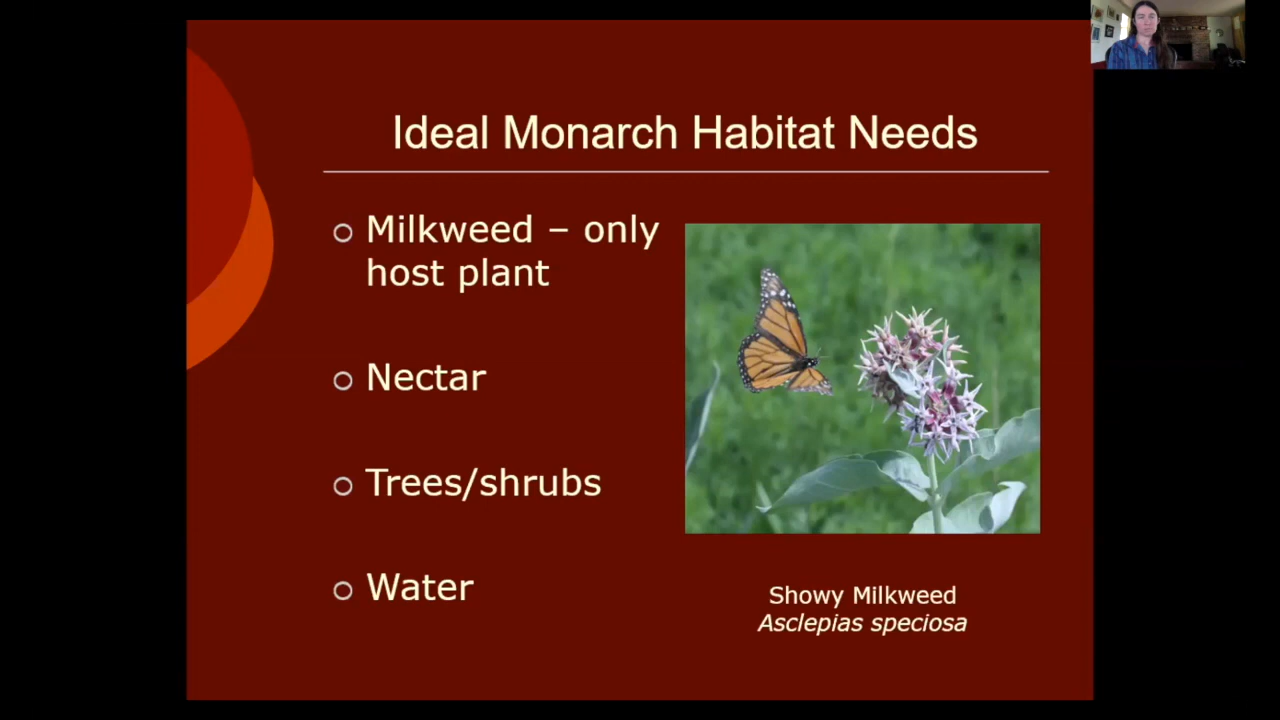 Ideal Monarch Habitat Needs
Milkweed – only
host plant
Nectar
Trees/shrubs
Water
Showy Milkweed
Asclepias speciosa